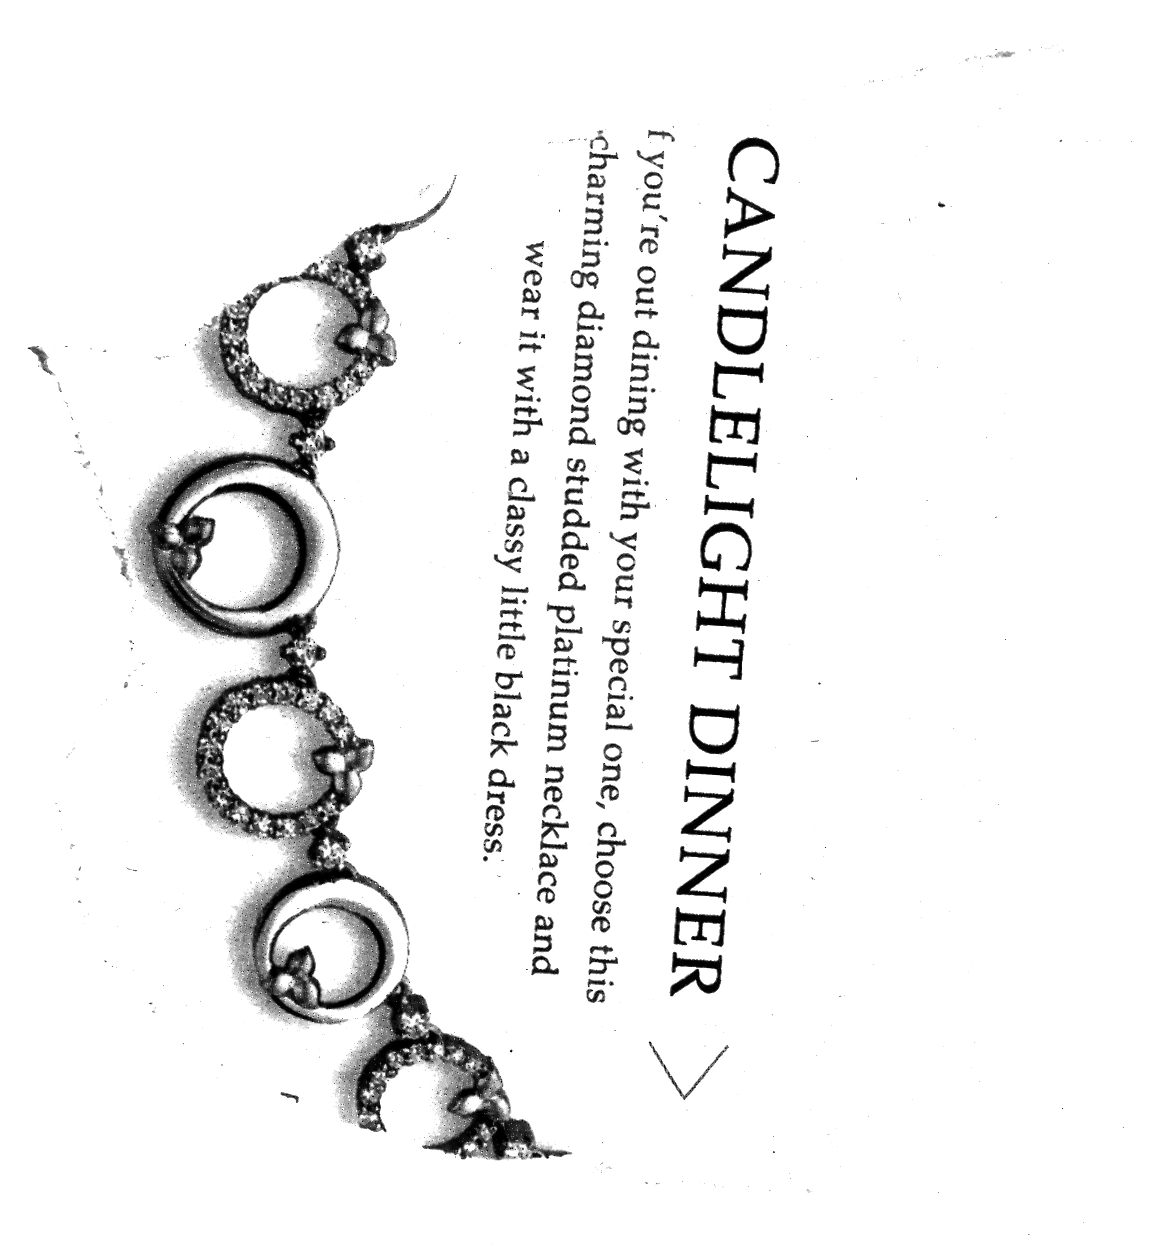 CANDLELIGHT DINNER
f you're out dining with your special one, choose this
charming diamond studded platinum necklace and
wear it with a classy little black dress.